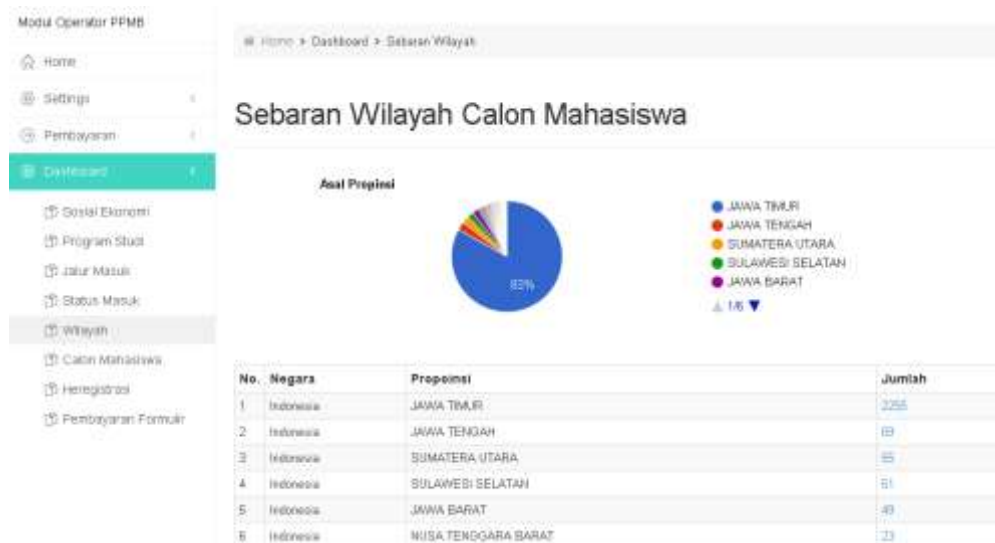 Modul Operator PPMB
Home
Settings
Pembayaran
Dashboard
Sosial Ekonomi
Program Studi
Jalur Masuk
Status Masuk
Wilayah
Calon Mahasiswa
Heregistrasi
Pembayaran Formulir
Home > Dashboard > Sebaran Wilayah
Sebaran Wilayah Calon Mahasiswa
Asal Propinsi
83%
JAWA TIMUR
JAWA TENGAH
SUMATERA UTARA
SULAWESI SELATAN
JAWA BARAT
▲ 1/6 ▼
No. Negara Propoinsi Jumlah
1 Indonesia JAWA TIMUR 2255
2 Indonesia JAWA TENGAH 69
3 Indonesia SUMATERA UTARA 65
4 Indonesia SULAWESI SELATAN 61
5 Indonesia JAWA BARAT 49
6 Indonesia NUSA TENGGARA BARAT 23